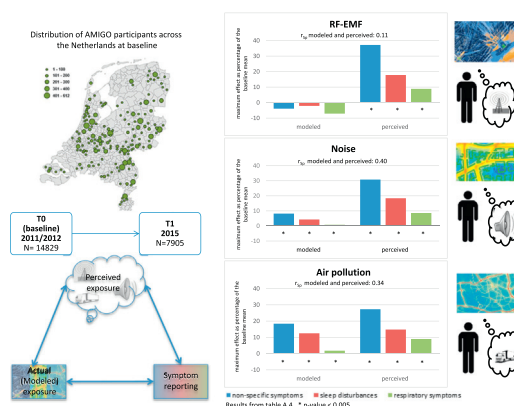 Distribution of AMIGO participants across
the Netherlands at baseline
1 - 100
101 - 200
201 - 300
301 - 400
401 - 512
T0
(baseline)
2011/2012
N= 14829
T1
2015
N=7905
Perceived
exposure
Actual
(Modeled)
exposure
Symptom
reporting
RF-EMF
rSp modeled and perceived: 0.11
maximum effect as percentage of the
baseline mean
40
30
20
10
0
-10
* * *
modeled
perceived
Noise
rSp modeled and perceived: 0.40
maximum effect as percentage of the
baseline mean
40
30
20
10
0
-10
* * * * * *
modeled
perceived
Air pollution
rSp modeled and perceived: 0.34
maximum effect as percentage of the
baseline mean
40
30
20
10
0
-10
* * * * * *
modeled
perceived
non-specific symptoms sleep disturbances respiratory symptoms
Results from table A.4. * p-value < 0.005